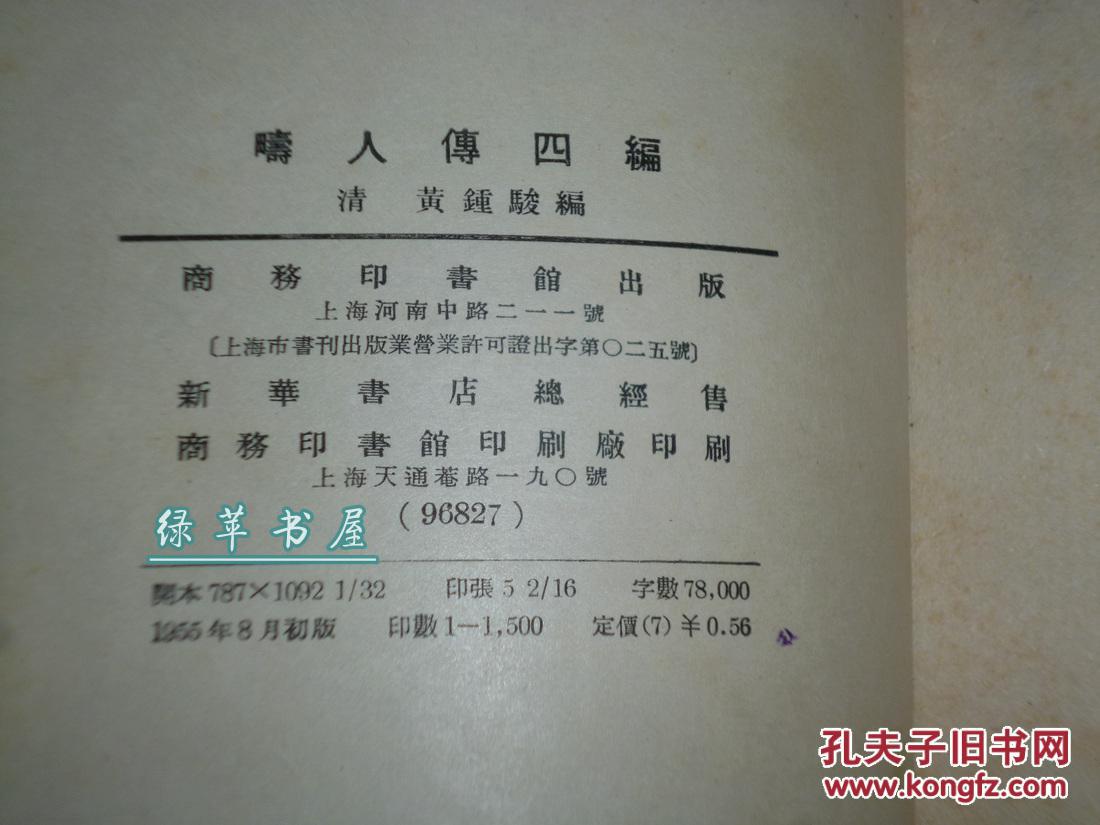 疇人傳四編
清 黃鍾駿編
商務印書館出版
上海河南中路二一一號
〔上海市書刊出版業營業許可證出字第〇二五號〕
新華書店總經售
商務印書館印刷廠印刷
上海天通菴路一九〇號
(96827)
绿苹书屋
開本787×1092 1/32 印張5 2/16 字數78,000
1955年8月初版 印數1—1,500 定價(7)¥0.56
孔夫子旧书网
www.kongfz.com